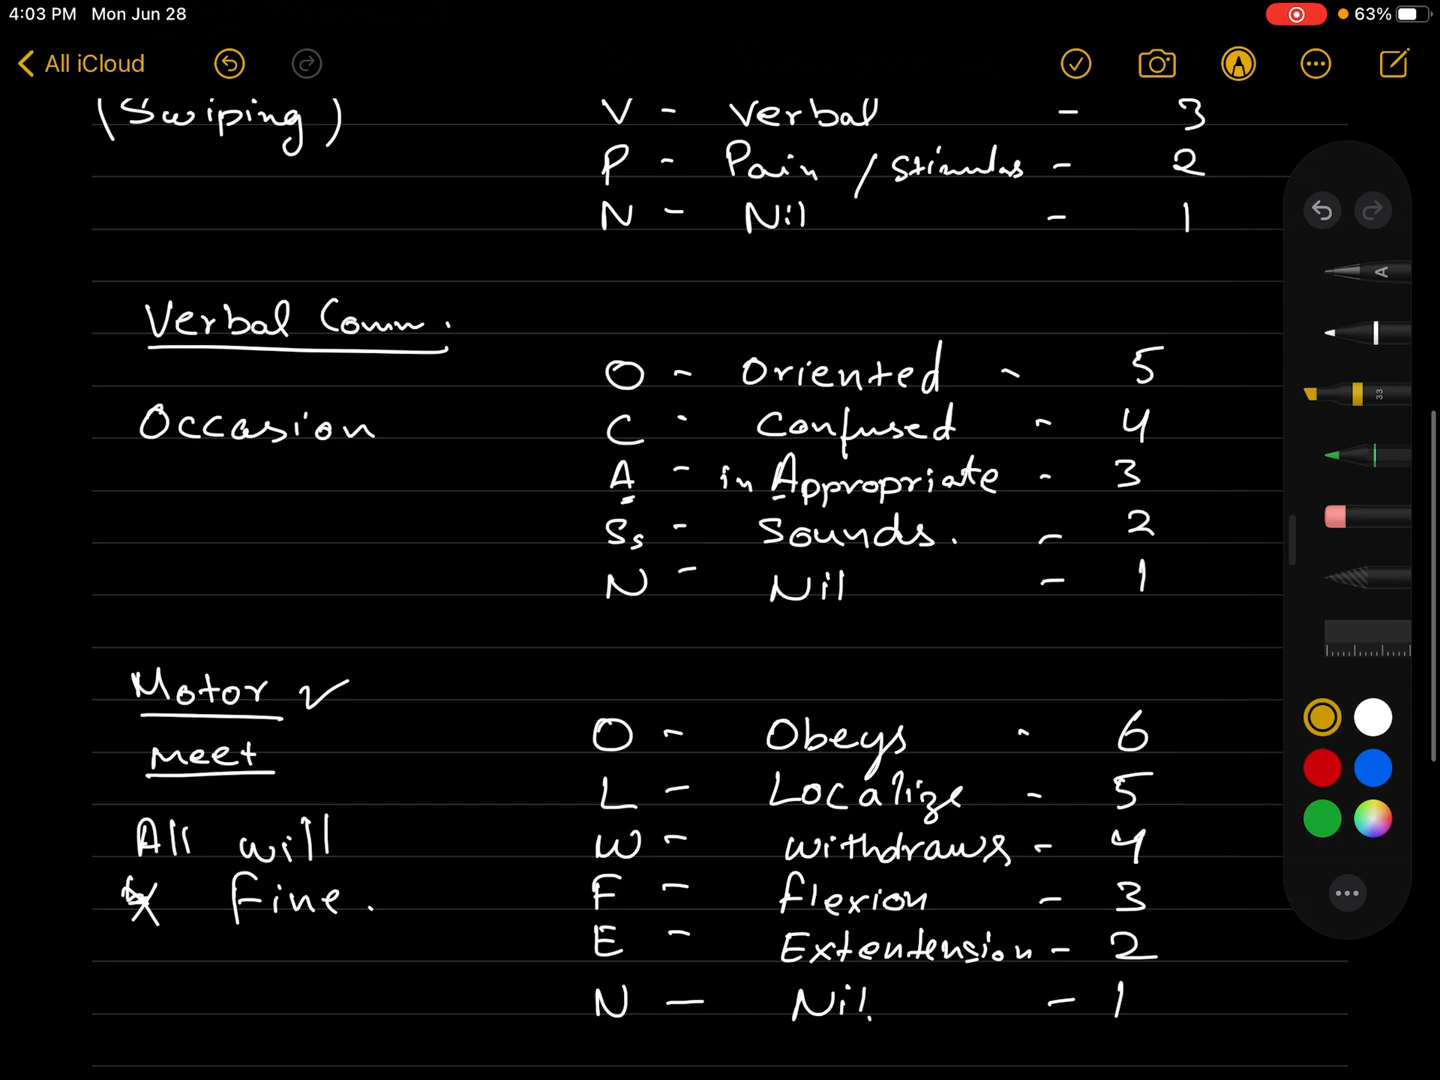 4:03 PM Mon Jun 28
63%
All iCloud
(Swiping)
V - Verbal - 3
P - Pain / Stimulus - 2
N - Nil - 1
Verbal Comm.
O - Oriented - 5
Occasion
C - Confused - 4
A - in Appropriate - 3
Ss - Sounds. - 2
N - Nil - 1
Motor ✓
O - Obeys - 6
Meet
L - Localize - 5
All will
W - withdraws - 4
Fine.
F - flexion - 3
E - Extentension - 2
N - Nil. - 1
A
33